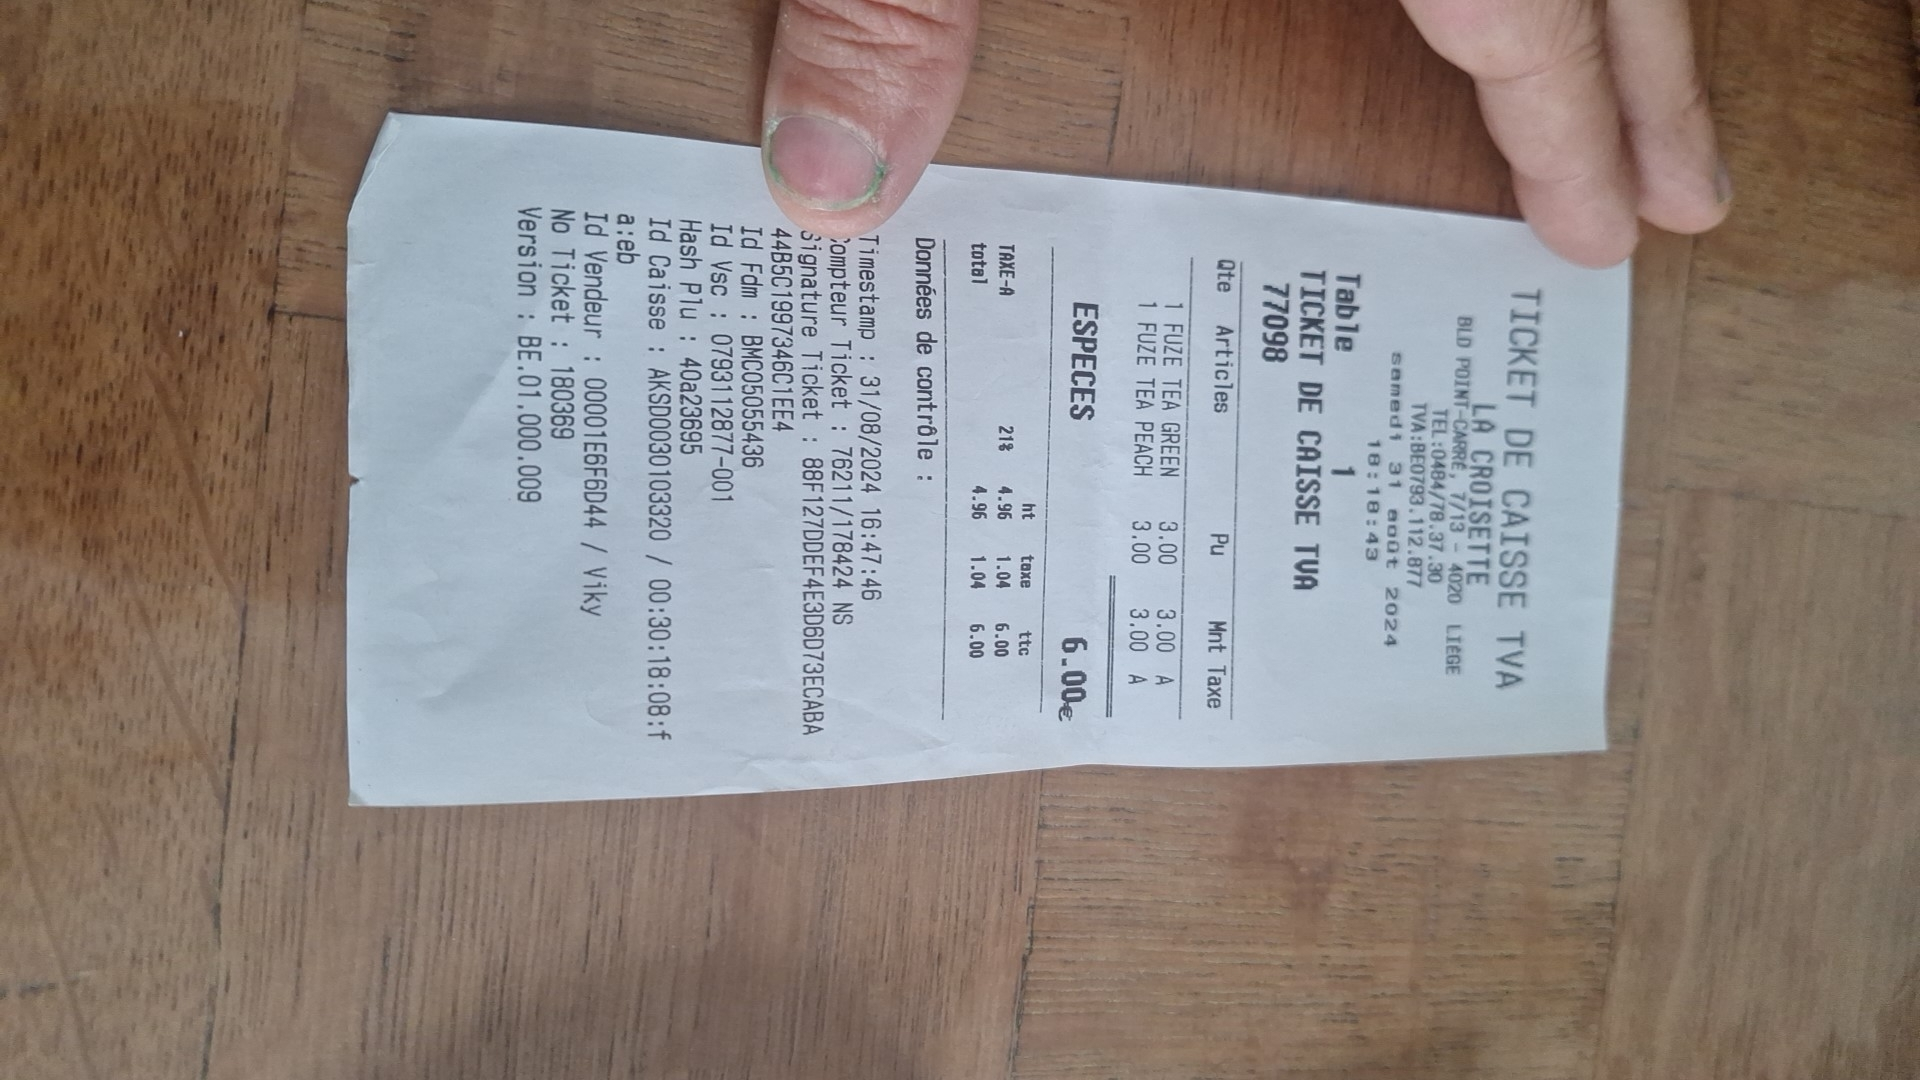 TICKET DE CAISSE TVA
LA CROISETTE
BLD POINT-CARRE, 7/13 - 4020 LIEGE
TEL:0484/78.37.30
TVA:BE0793.112.877
samedi 31 août 2024
18:18:43
Table 1
TICKET DE CAISSE TVA
77098
Qte Articles Pu Mnt Taxe
1 FUZE TEA GREEN 3.00 3.00 A
1 FUZE TEA PEACH 3.00 3.00 A
ESPECES 6.00€
ht taxe ttc
TAXE-A 21% 4.96 1.04 6.00
total 4.96 1.04 6.00
Données de contrôle :
Timestamp : 31/08/2024 16:47:46
Compteur Ticket : 76211/178424 NS
Signature Ticket : 88F127DDEF4E3D6D73ECABA
44B5C1997346C1EE4
Id Fdm : BMC05055436
Id Vsc : 0793112877-001
Hash Plu : 40a23695
Id Caisse : AKSD0030103320 / 00:30:18:08:f
a:eb
Id Vendeur : 00001E6F6D44 / Viky
No Ticket : 180369
Version : BE.01.000.009